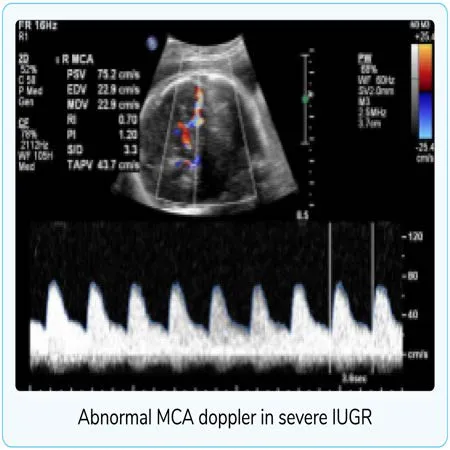 FR 16Hz
R1
M3
2D
52%
C 58
P Med
Gen
CF
78%
2112Hz
WF 105H
Med
R MCA
PSV 75.2 cm/s
EDV 22.9 cm/s
MDV 22.9 cm/s
RI 0.70
PI 1.20
S/D 3.3
TAPV 43.7 cm/s
+25.4
-25.4
cm/s
PW
68%
WF 60Hz
SV2.0mm
M3
2.5MHz
3.7cm
8.5
120
80
40
cm/s
Abnormal MCA doppler in severe IUGR